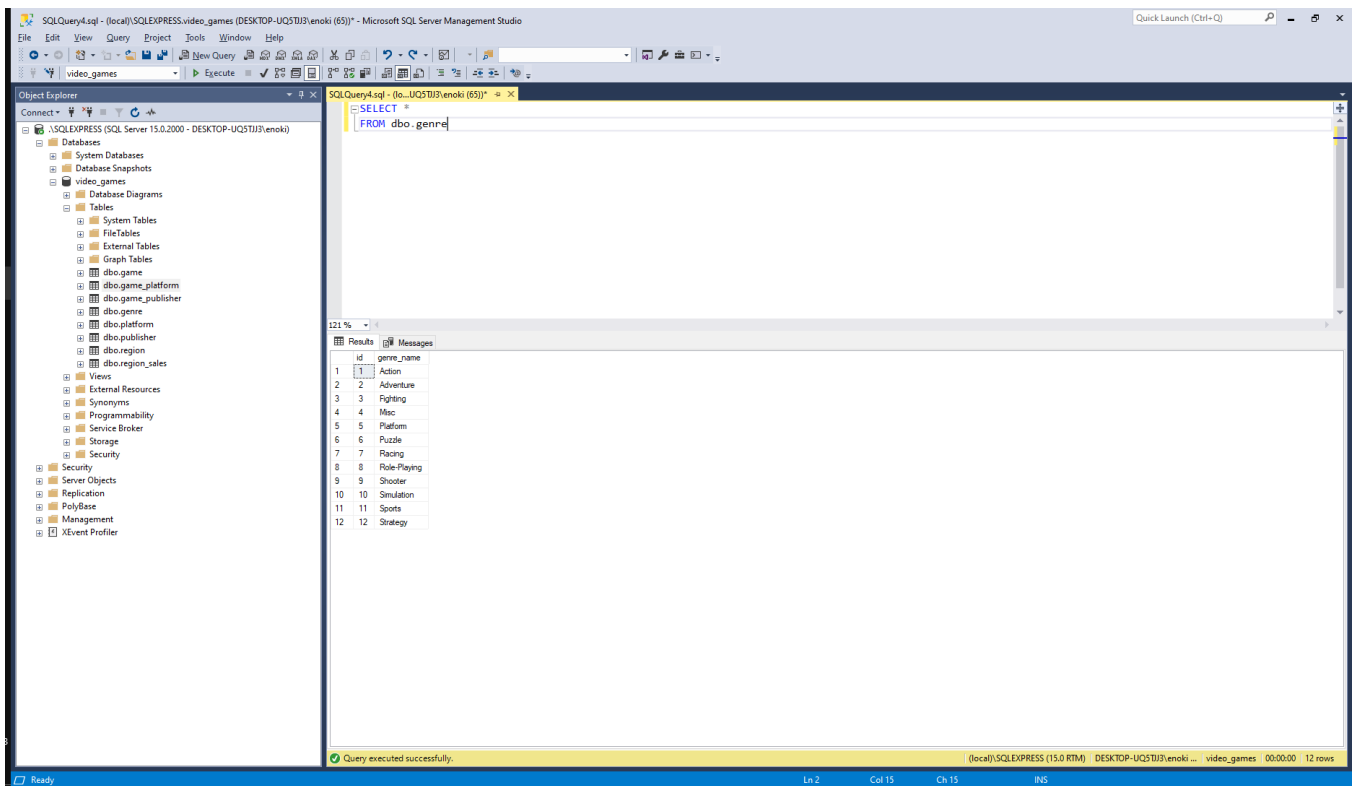 SQLQuery4.sql - (local)\SQLEXPRESS.video_games (DESKTOP-UQ5TJJ3\enoki (65))* - Microsoft SQL Server Management Studio
Quick Launch (Ctrl+Q)
File Edit View Query Project Tools Window Help
New Query
video_games Execute
Object Explorer
SQLQuery4.sql - (lo...UQ5TJJ3\enoki (65))*
Connect
.\SQLEXPRESS (SQL Server 15.0.2000 - DESKTOP-UQ5TJJ3\enoki)
Databases
System Databases
Database Snapshots
video_games
Database Diagrams
Tables
System Tables
FileTables
External Tables
Graph Tables
dbo.game
dbo.game_platform
dbo.game_publisher
dbo.genre
dbo.platform
dbo.publisher
dbo.region
dbo.region_sales
Views
External Resources
Synonyms
Programmability
Service Broker
Storage
Security
Security
Server Objects
Replication
PolyBase
Management
XEvent Profiler
SELECT *
FROM dbo.genre
121 %
Results Messages
id genre_name
1 1 Action
2 2 Adventure
3 3 Fighting
4 4 Misc
5 5 Platform
6 6 Puzzle
7 7 Racing
8 8 Role-Playing
9 9 Shooter
10 10 Simulation
11 11 Sports
12 12 Strategy
Query executed successfully. (local)\SQLEXPRESS (15.0 RTM) DESKTOP-UQ5TJJ3\enoki ... video_games 00:00:00 12 rows
Ready Ln 2 Col 15 Ch 15 INS